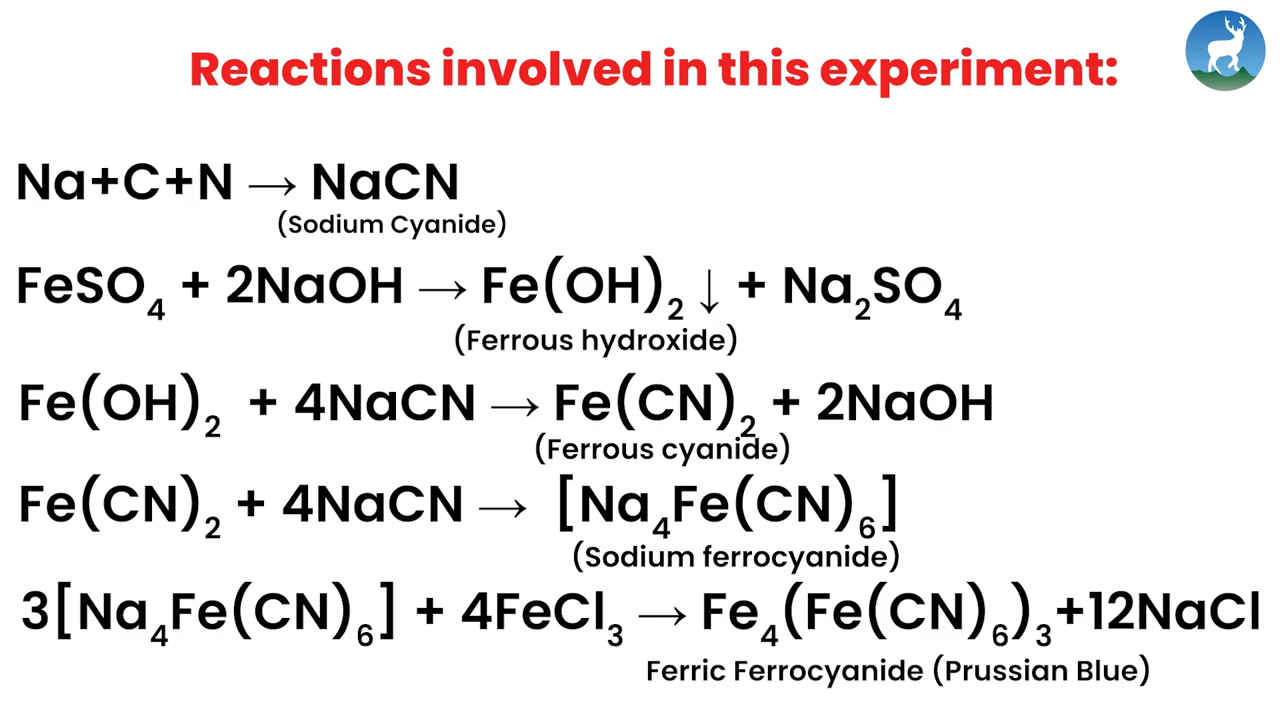 Reactions involved in this experiment:
Na+C+N → NaCN
(Sodium Cyanide)
FeSO₄ + 2NaOH → Fe(OH)₂ ↓ + Na₂SO₄
(Ferrous hydroxide)
Fe(OH)₂ + 4NaCN → Fe(CN)₂ + 2NaOH
(Ferrous cyanide)
Fe(CN)₂ + 4NaCN → [Na₄Fe(CN)₆]
(Sodium ferrocyanide)
3[Na₄Fe(CN)₆] + 4FeCl₃ → Fe₄(Fe(CN)₆)₃+12NaCl
Ferric Ferrocyanide (Prussian Blue)